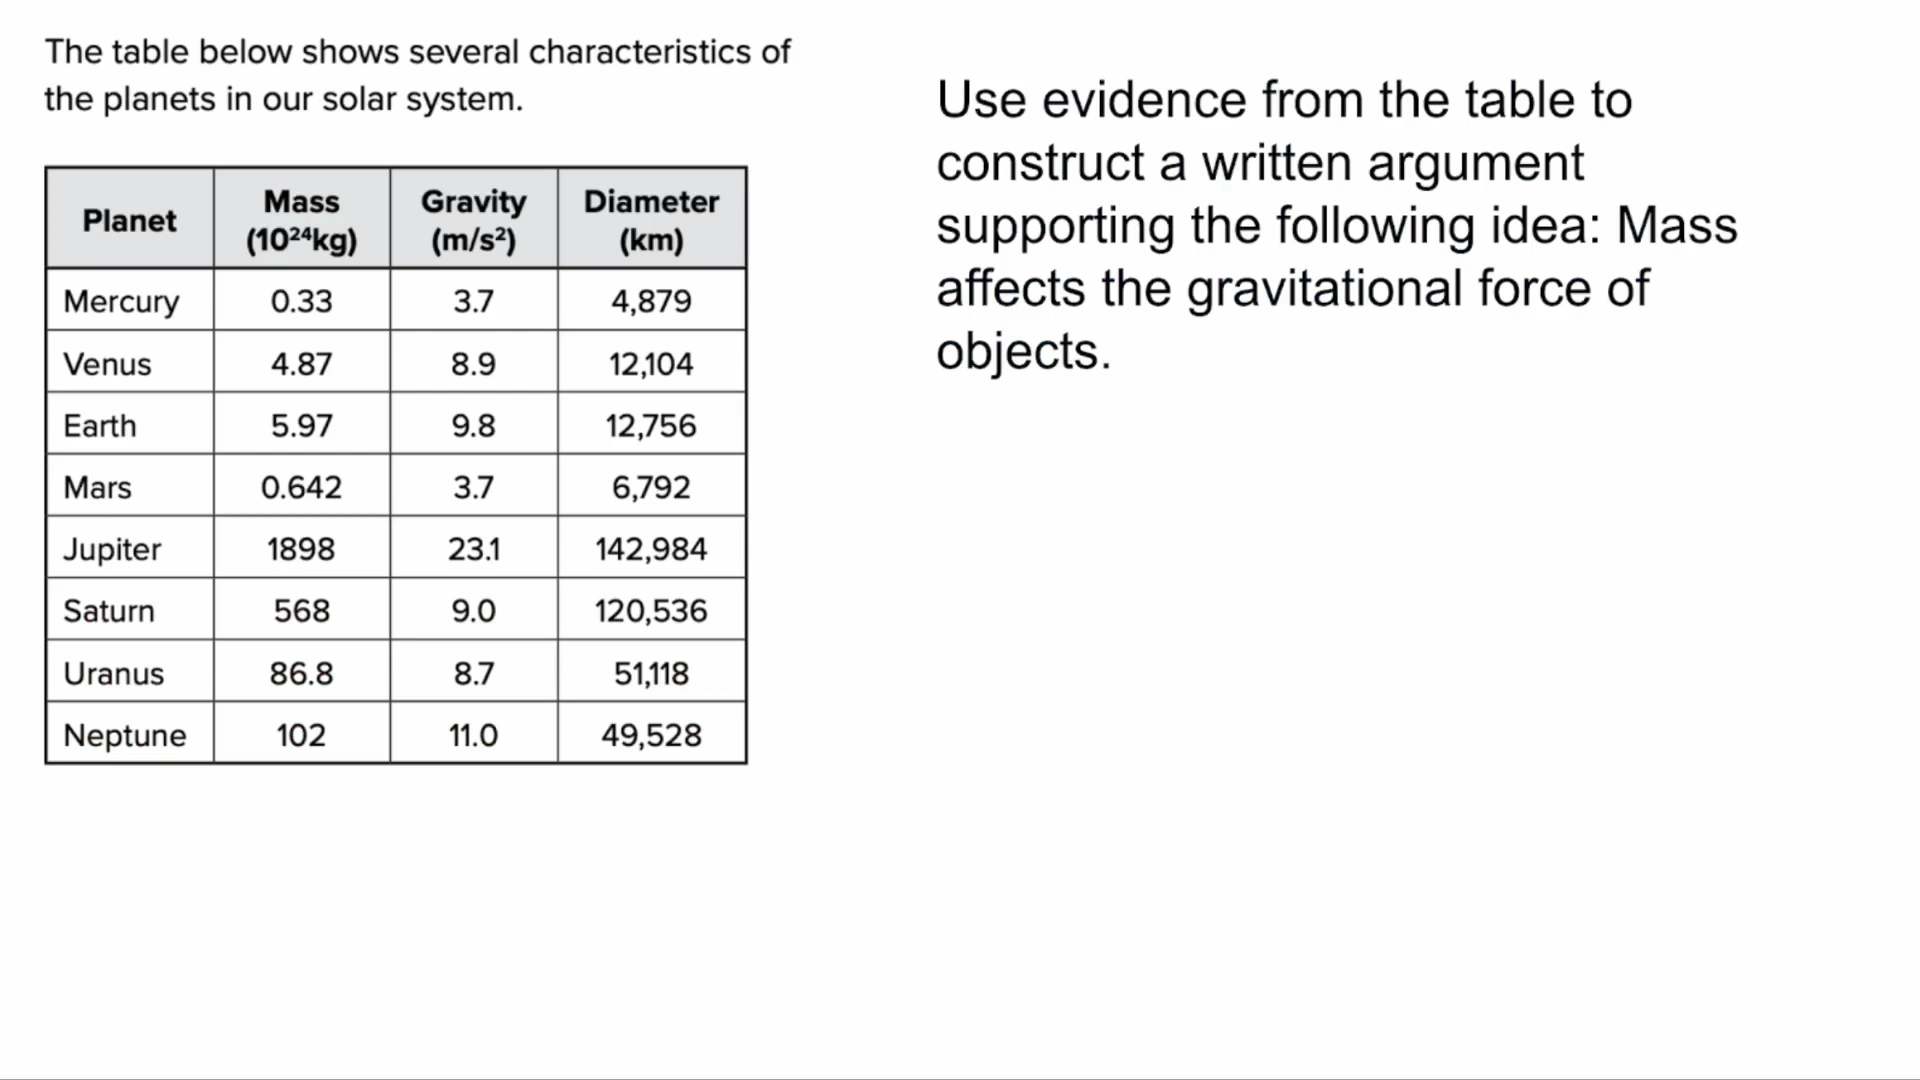 The table below shows several characteristics of
the planets in our solar system.
Planet Mass (10²⁴kg) Gravity (m/s²) Diameter (km)
Mercury 0.33 3.7 4,879
Venus 4.87 8.9 12,104
Earth 5.97 9.8 12,756
Mars 0.642 3.7 6,792
Jupiter 1898 23.1 142,984
Saturn 568 9.0 120,536
Uranus 86.8 8.7 51,118
Neptune 102 11.0 49,528
Use evidence from the table to
construct a written argument
supporting the following idea: Mass
affects the gravitational force of
objects.